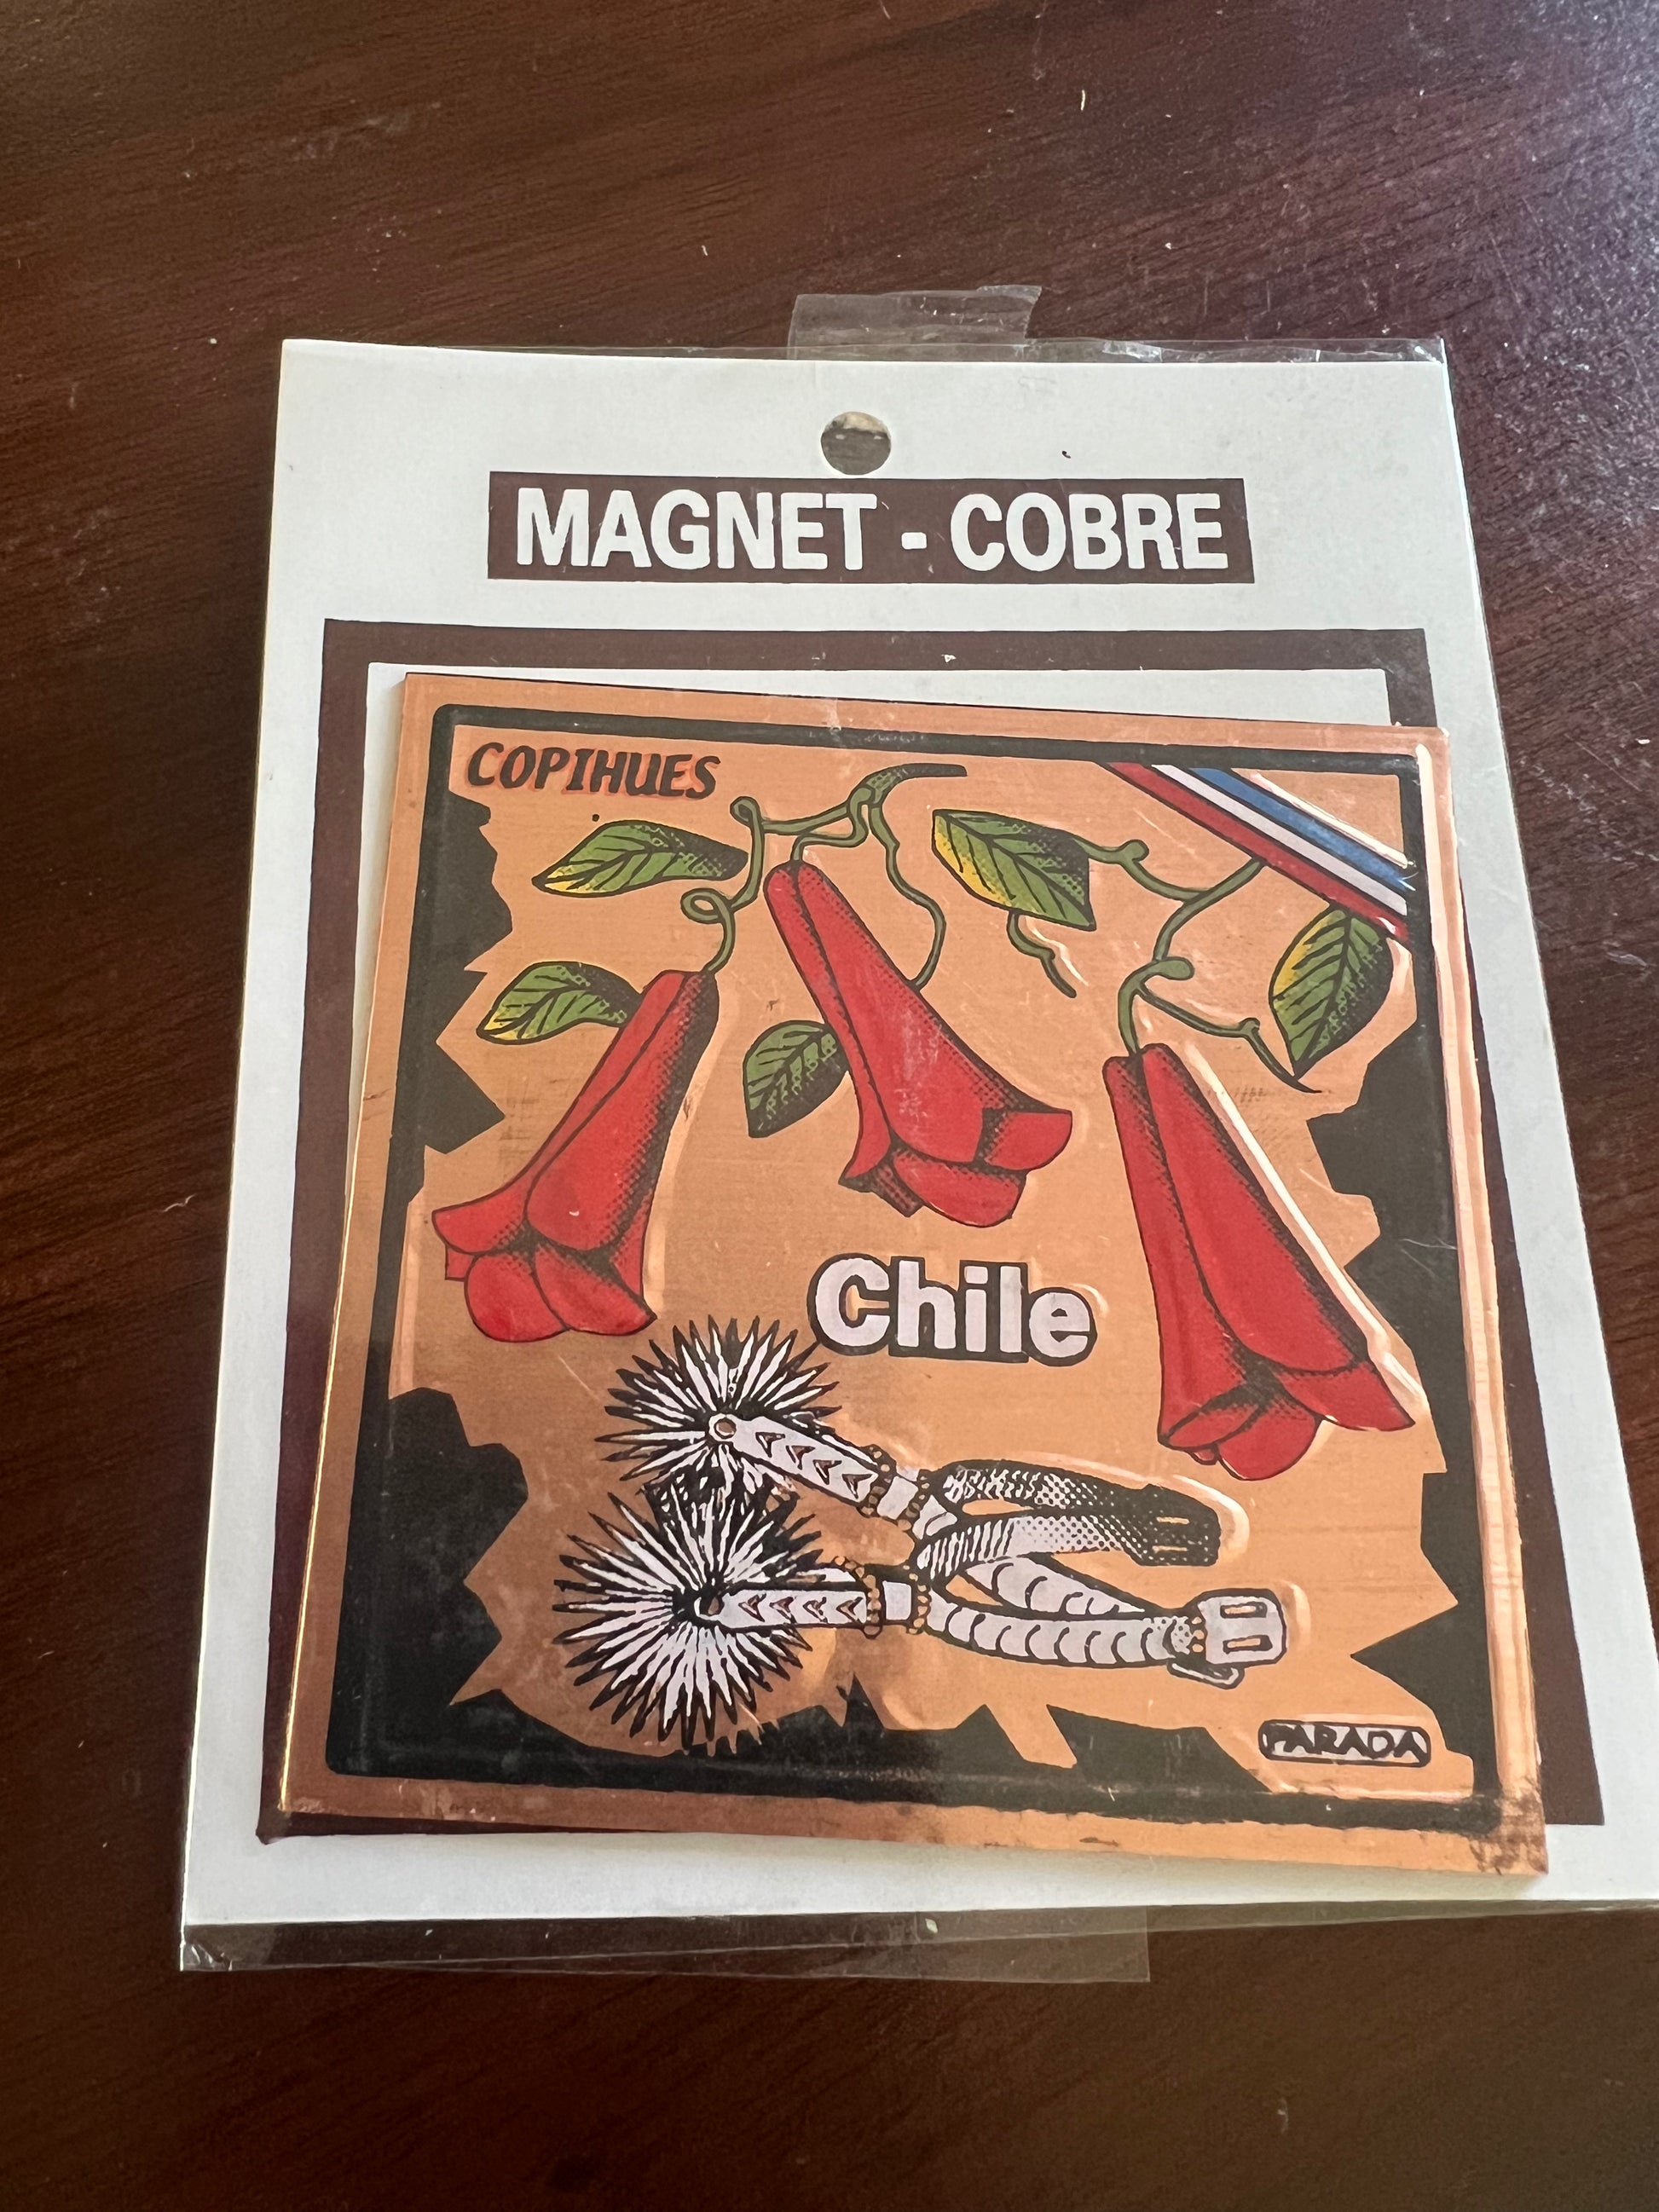 MAGNET - COBRE
COPIHUES
Chile
PARADA